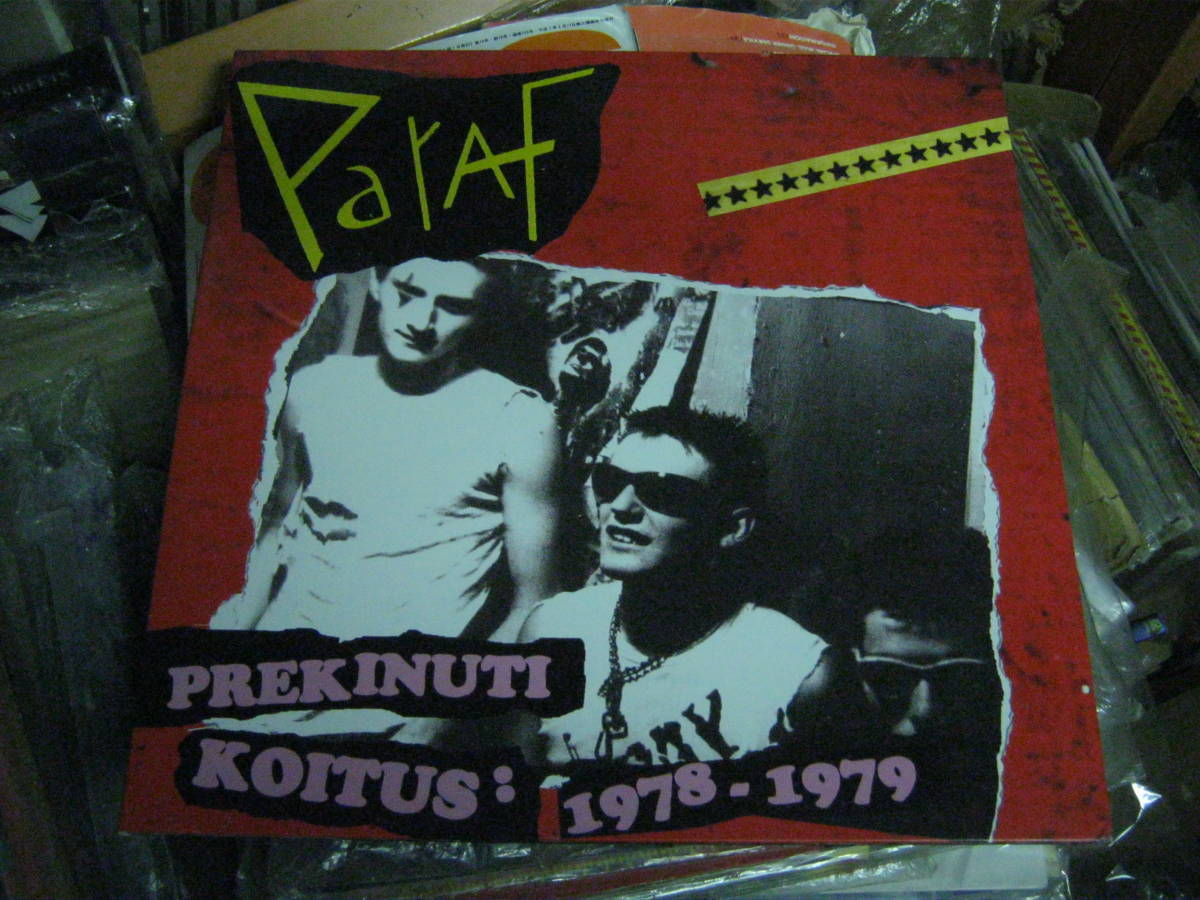 Paraf
PREKINUTI
KOITUS: 1978-1979